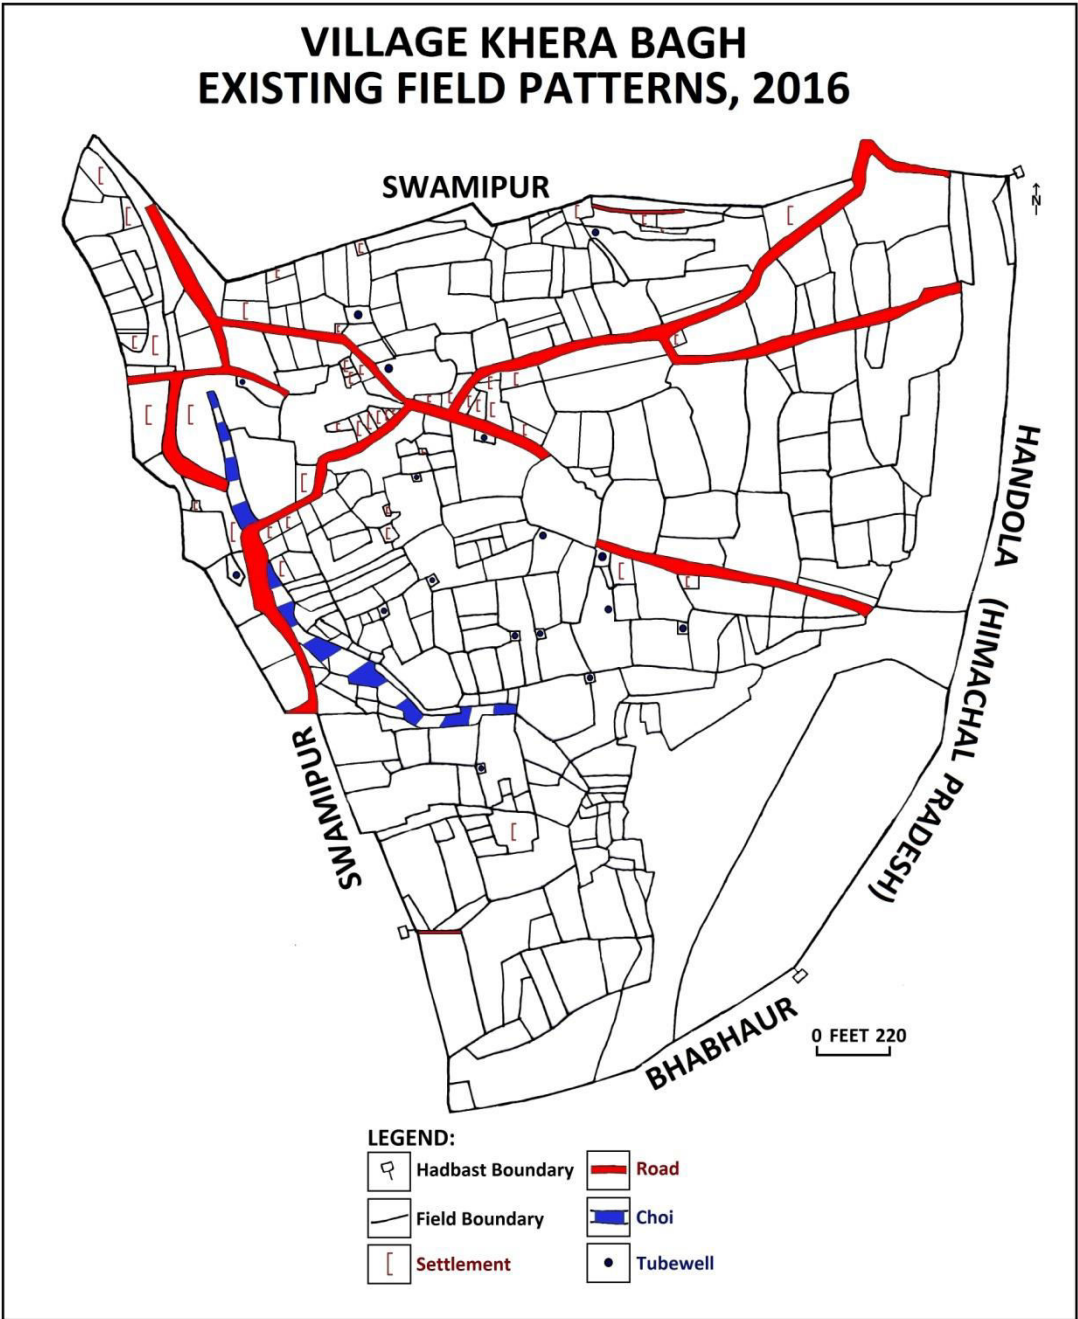 VILLAGE KHERA BAGH
EXISTING FIELD PATTERNS, 2016
SWAMIPUR
N
HANDOLA (HIMACHAL PRADESH)
SWAMIPUR
BHABHAUR
0 FEET 220
LEGEND:
Hadbast Boundary
Road
Field Boundary
Choi
Settlement
Tubewell